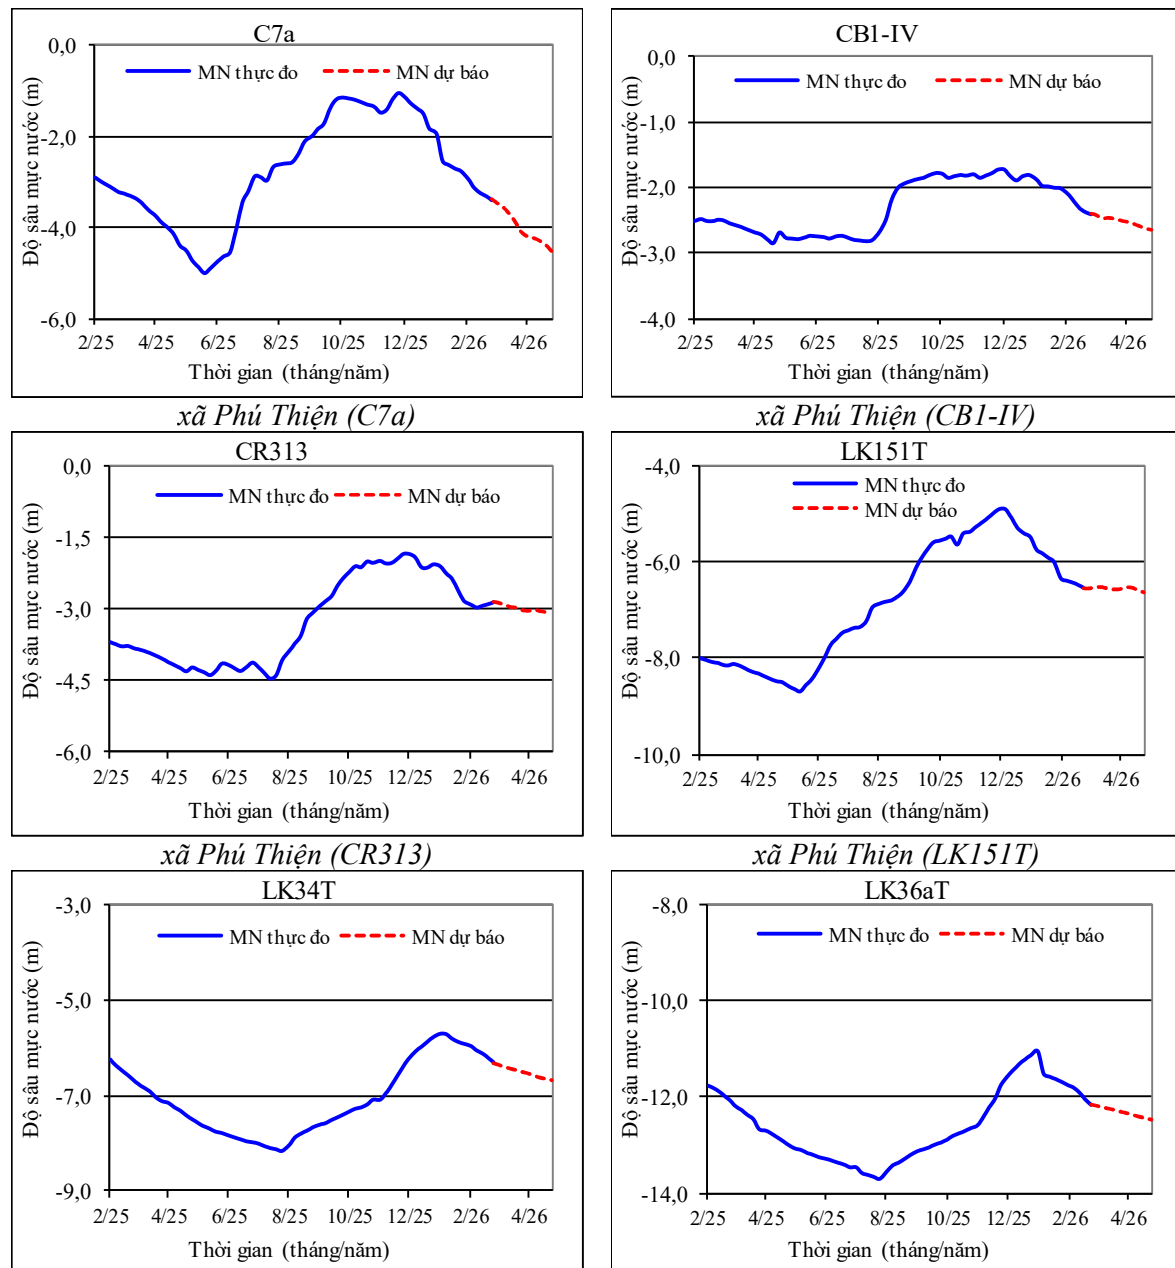 C7a
0,0
-2,0
-4,0
-6,0
2/25 4/25 6/25 8/25 10/25 12/25 2/26 4/26
Độ sâu mực nước (m)
Thời gian (tháng/năm)
MN thực đo MN dự báo
CB1-IV
0,0
-1,0
-2,0
-3,0
-4,0
2/25 4/25 6/25 8/25 10/25 12/25 2/26 4/26
Độ sâu mực nước (m)
Thời gian (tháng/năm)
MN thực đo MN dự báo
xã Phú Thiện (C7a)
xã Phú Thiện (CB1-IV)
CR313
0,0
-1,5
-3,0
-4,5
-6,0
2/25 4/25 6/25 8/25 10/25 12/25 2/26 4/26
Độ sâu mực nước (m)
Thời gian (tháng/năm)
MN thực đo MN dự báo
LK151T
-4,0
-6,0
-8,0
-10,0
2/25 4/25 6/25 8/25 10/25 12/25 2/26 4/26
Độ sâu mực nước (m)
Thời gian (tháng/năm)
MN thực đo
MN dự báo
xã Phú Thiện (CR313)
xã Phú Thiện (LK151T)
LK34T
-3,0
-5,0
-7,0
-9,0
2/25 4/25 6/25 8/25 10/25 12/25 2/26 4/26
Độ sâu mực nước (m)
Thời gian (tháng/năm)
MN thực đo MN dự báo
LK36aT
-8,0
-10,0
-12,0
-14,0
2/25 4/25 6/25 8/25 10/25 12/25 2/26 4/26
Độ sâu mực nước (m)
Thời gian (tháng/năm)
MN thực đo MN dự báo